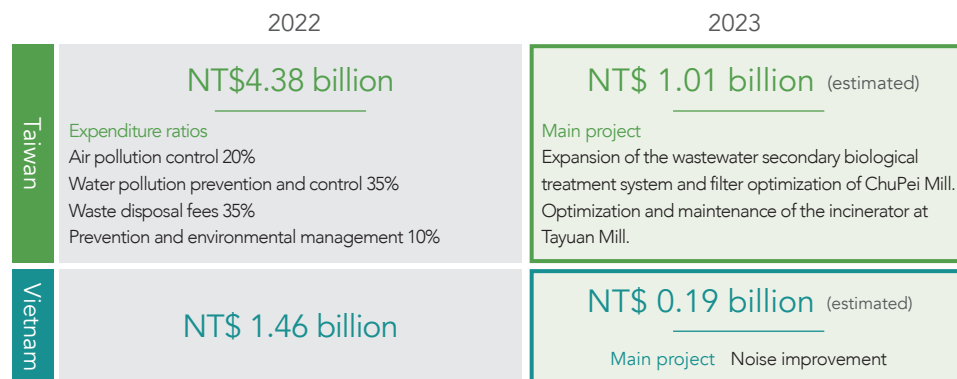 2022
2023
Taiwan
NT$4.38 billion
Expenditure ratios
Air pollution control 20%
Water pollution prevention and control 35%
Waste disposal fees 35%
Prevention and environmental management 10%
NT$ 1.01 billion (estimated)
Main project
Expansion of the wastewater secondary biological
treatment system and filter optimization of ChuPei Mill.
Optimization and maintenance of the incinerator at
Tayuan Mill.
Vietnam
NT$ 1.46 billion
NT$ 0.19 billion (estimated)
Main project Noise improvement